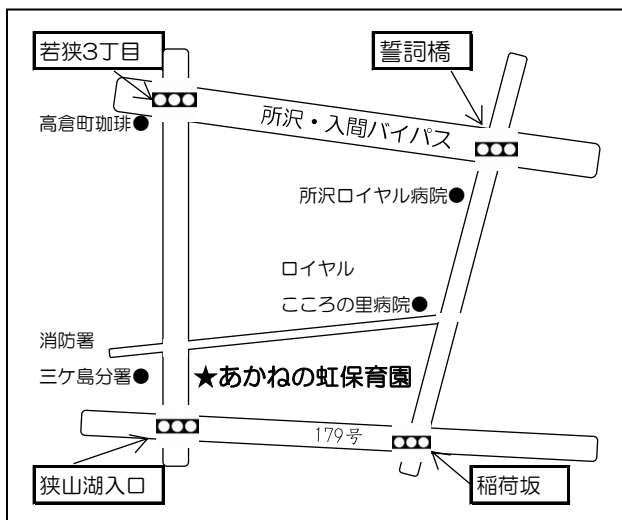 若狭3丁目
誓詞橋
高倉町珈琲●
所沢・入間バイパス
所沢ロイヤル病院●
ロイヤル
こころの里病院●
消防署
三ケ島分署●
★あかねの虹保育園
179号
狭山湖入口
稲荷坂